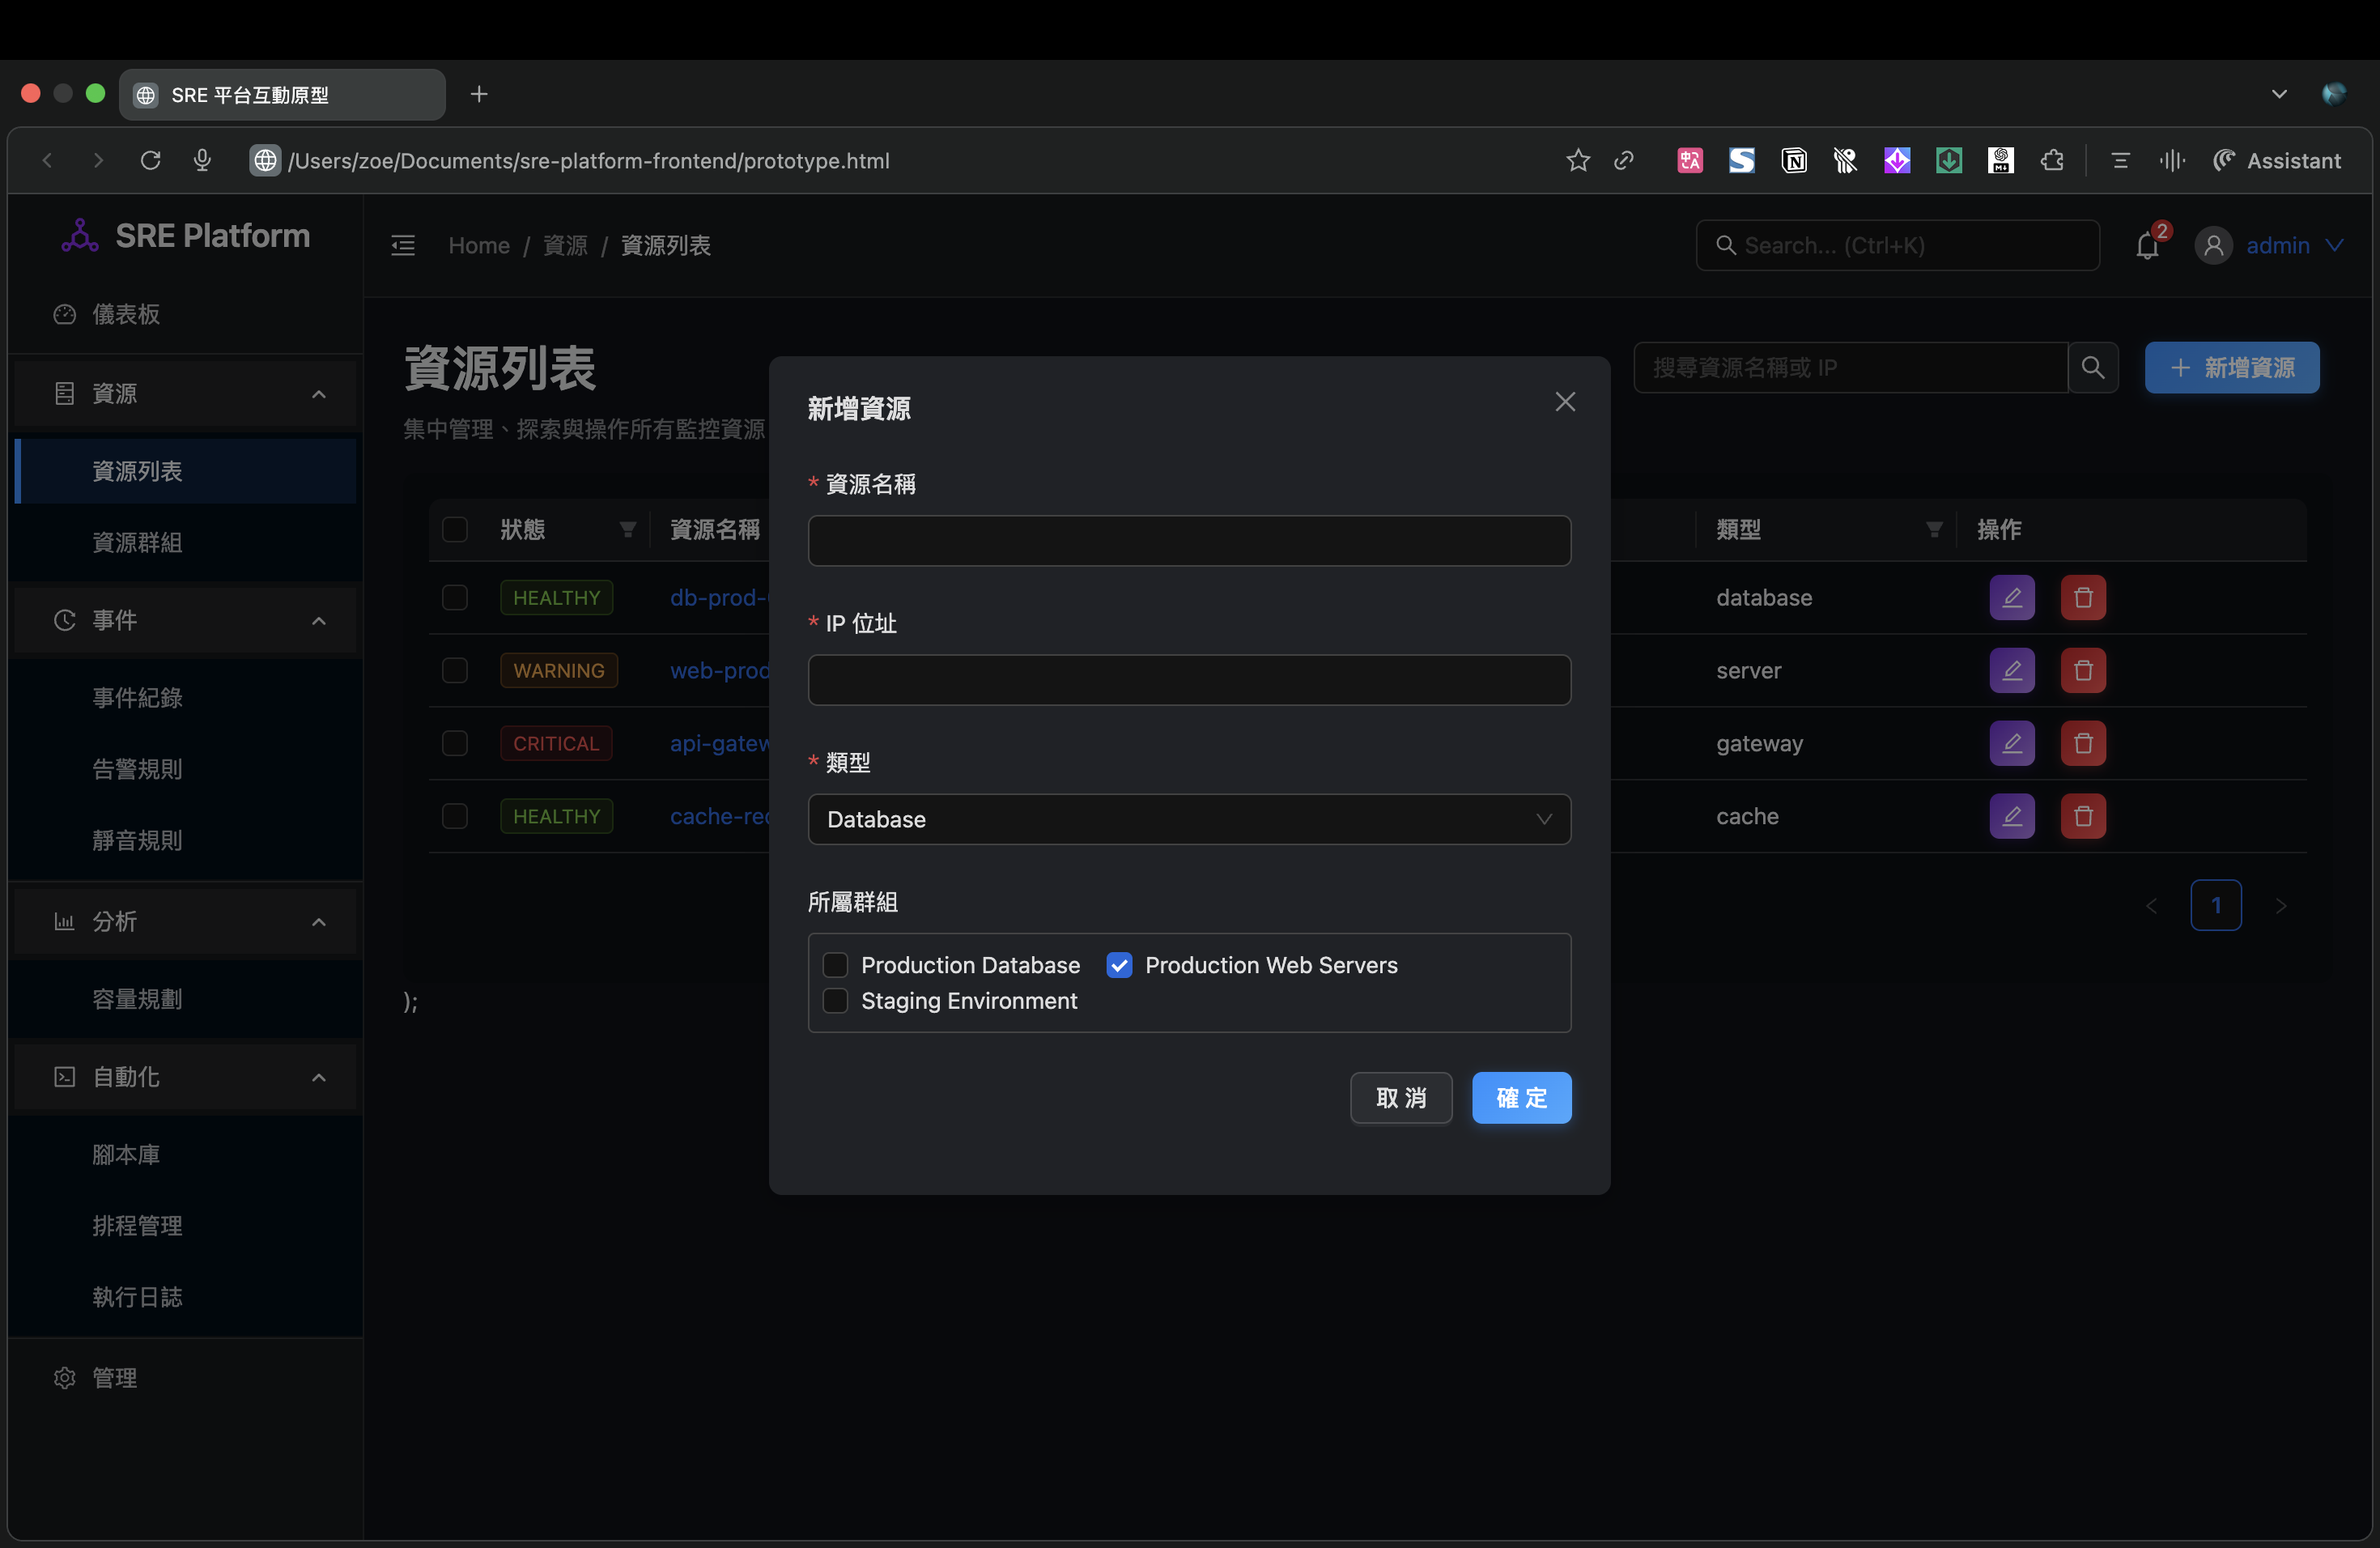 SRE 平台互動原型
/Users/zoe/Documents/sre-platform-frontend/prototype.html
Assistant
SRE Platform
Home / 資源 / 資源列表
Search... (Ctrl+K)
2
admin
儀表板
資源
資源列表
資源群組
事件
事件紀錄
告警規則
靜音規則
分析
容量規劃
自動化
腳本庫
排程管理
執行日誌
管理
資源列表
集中管理、探索與操作所有監控資源
搜尋資源名稱或 IP
新增資源
狀態 資源名稱 類型 操作
HEALTHY db-prod- database
WARNING web-prod server
CRITICAL api-gatew gateway
HEALTHY cache-red cache
1
);
新增資源
* 資源名稱
* IP 位址
* 類型
Database
所屬群組
Production Database Production Web Servers
Staging Environment
取 消 確 定